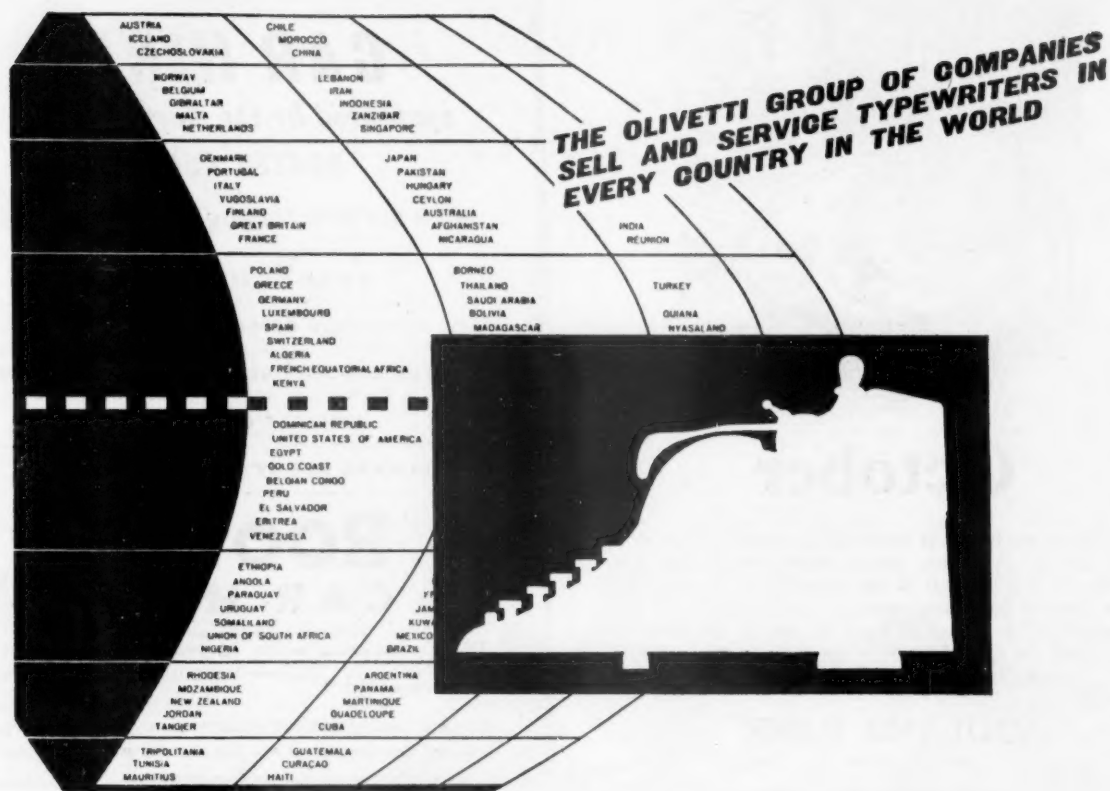 THE OLIVETTI GROUP OF COMPANIES
SELL AND SERVICE TYPEWRITERS IN
EVERY COUNTRY IN THE WORLD
AUSTRIA
ICELAND
CZECHOSLOVAKIA
CHILE
MOROCCO
CHINA
NORWAY
BELGIUM
GIBRALTAR
MALTA
NETHERLANDS
LEBANON
IRAN
INDONESIA
ZANZIBAR
SINGAPORE
DENMARK
PORTUGAL
ITALY
YUGOSLAVIA
FINLAND
GREAT BRITAIN
FRANCE
JAPAN
PAKISTAN
HUNGARY
CEYLON
AUSTRALIA
AFGHANISTAN
NICARAGUA
INDIA
REUNION
POLAND
GREECE
GERMANY
LUXEMBOURG
SPAIN
SWITZERLAND
ALGERIA
FRENCH EQUATORIAL AFRICA
KENYA
BORNEO
THAILAND
SAUDI ARABIA
BOLIVIA
MADAGASCAR
TURKEY
GUIANA
NYASALAND
DOMINICAN REPUBLIC
UNITED STATES OF AMERICA
EGYPT
GOLD COAST
BELGIAN CONGO
PERU
EL SALVADOR
ERITREA
VENEZUELA
ETHIOPIA
ANGOLA
PARAGUAY
URUGUAY
SOMALILAND
UNION OF SOUTH AFRICA
NIGERIA
FR
JAM
KUWA
MEXICO
BRAZIL
RHODESIA
MOZAMBIQUE
NEW ZEALAND
JORDAN
TANGIER
ARGENTINA
PANAMA
MARTINIQUE
GUADELOUPE
CUBA
TRIPOLITANIA
TUNISIA
MAURITIUS
GUATEMALA
CURAÇAO
HAITI